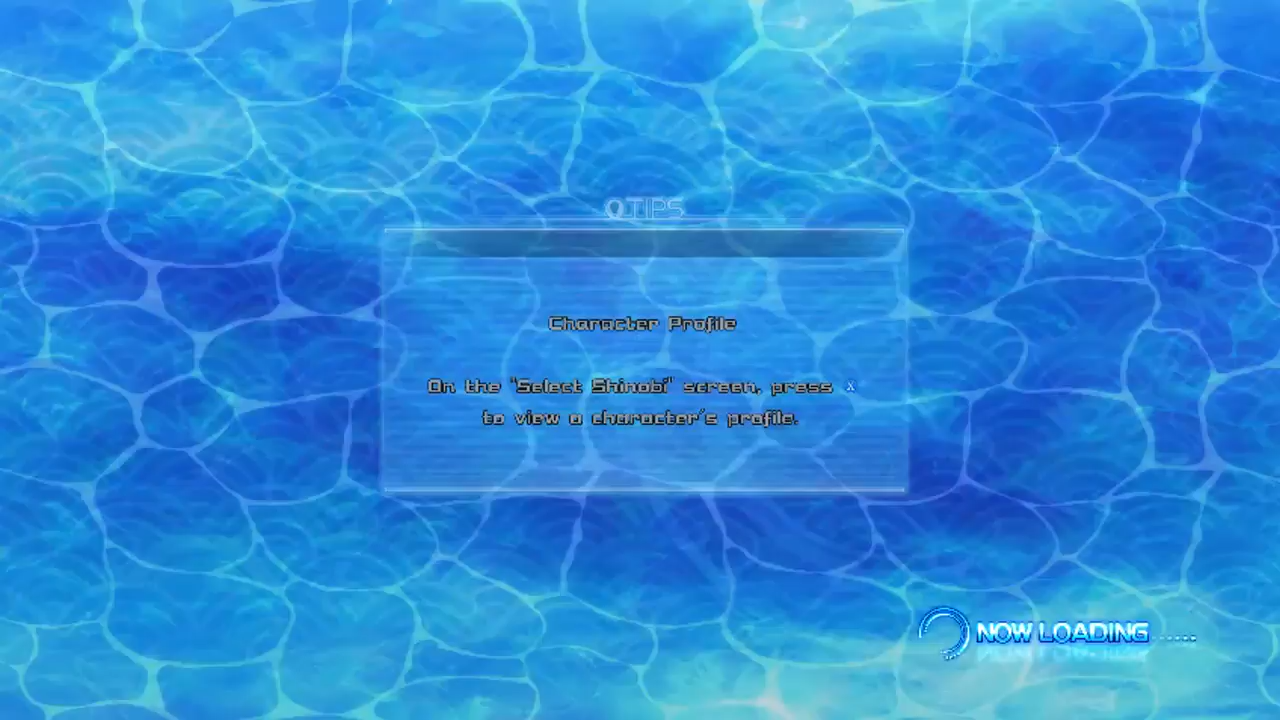 TIPS
Character Profile
On the "Select Shinobi" screen, press X
to view a character's profile.
NOW LOADING......